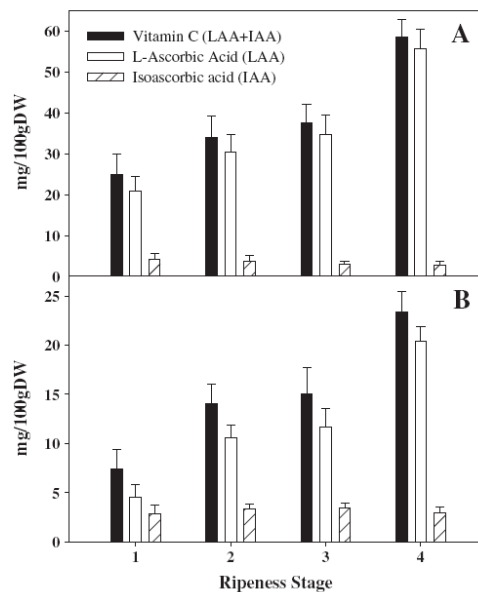 60
50
40
30
20
10
0
mg/100gDW
Vitamin C (LAA+IAA)
L-Ascorbic Acid (LAA)
Isoascorbic acid (IAA)
A
25
20
15
10
5
0
mg/100gDW
B
1 2 3 4
Ripeness Stage